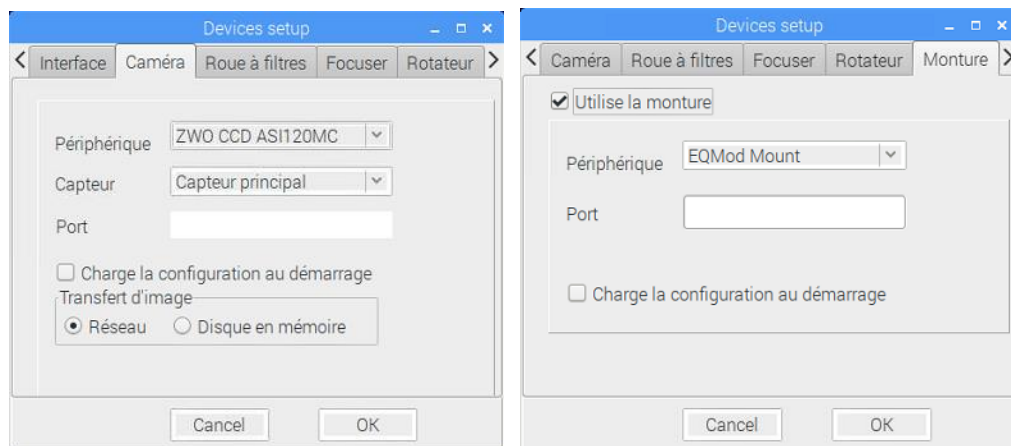 Devices setup
Interface Caméra Roue à filtres Focuser Rotateur
Périphérique ZWO CCD ASI120MC
Capteur Capteur principal
Port
Charge la configuration au démarrage
Transfert d'image
Réseau Disque en mémoire
Cancel OK
Devices setup
Caméra Roue à filtres Focuser Rotateur Monture
Utilise la monture
Périphérique EQMod Mount
Port
Charge la configuration au démarrage
Cancel OK